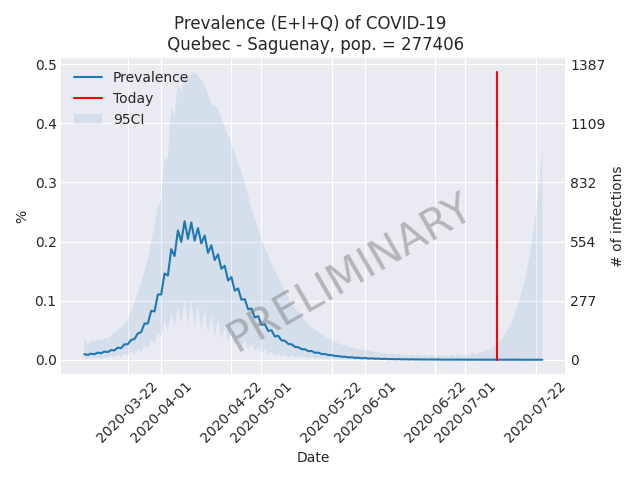 Prevalence (E+I+Q) of COVID-19
Quebec - Saguenay, pop. = 277406
0.5
0.4
0.3
0.2
0.1
0.0
%
Prevalence
Today
95CI
PRELIMINARY
1387
1109
832
554
277
0
# of infections
2020-03-22
2020-04-01
2020-04-22
2020-05-01
2020-05-22
2020-06-01
2020-06-22
2020-07-01
2020-07-22
Date